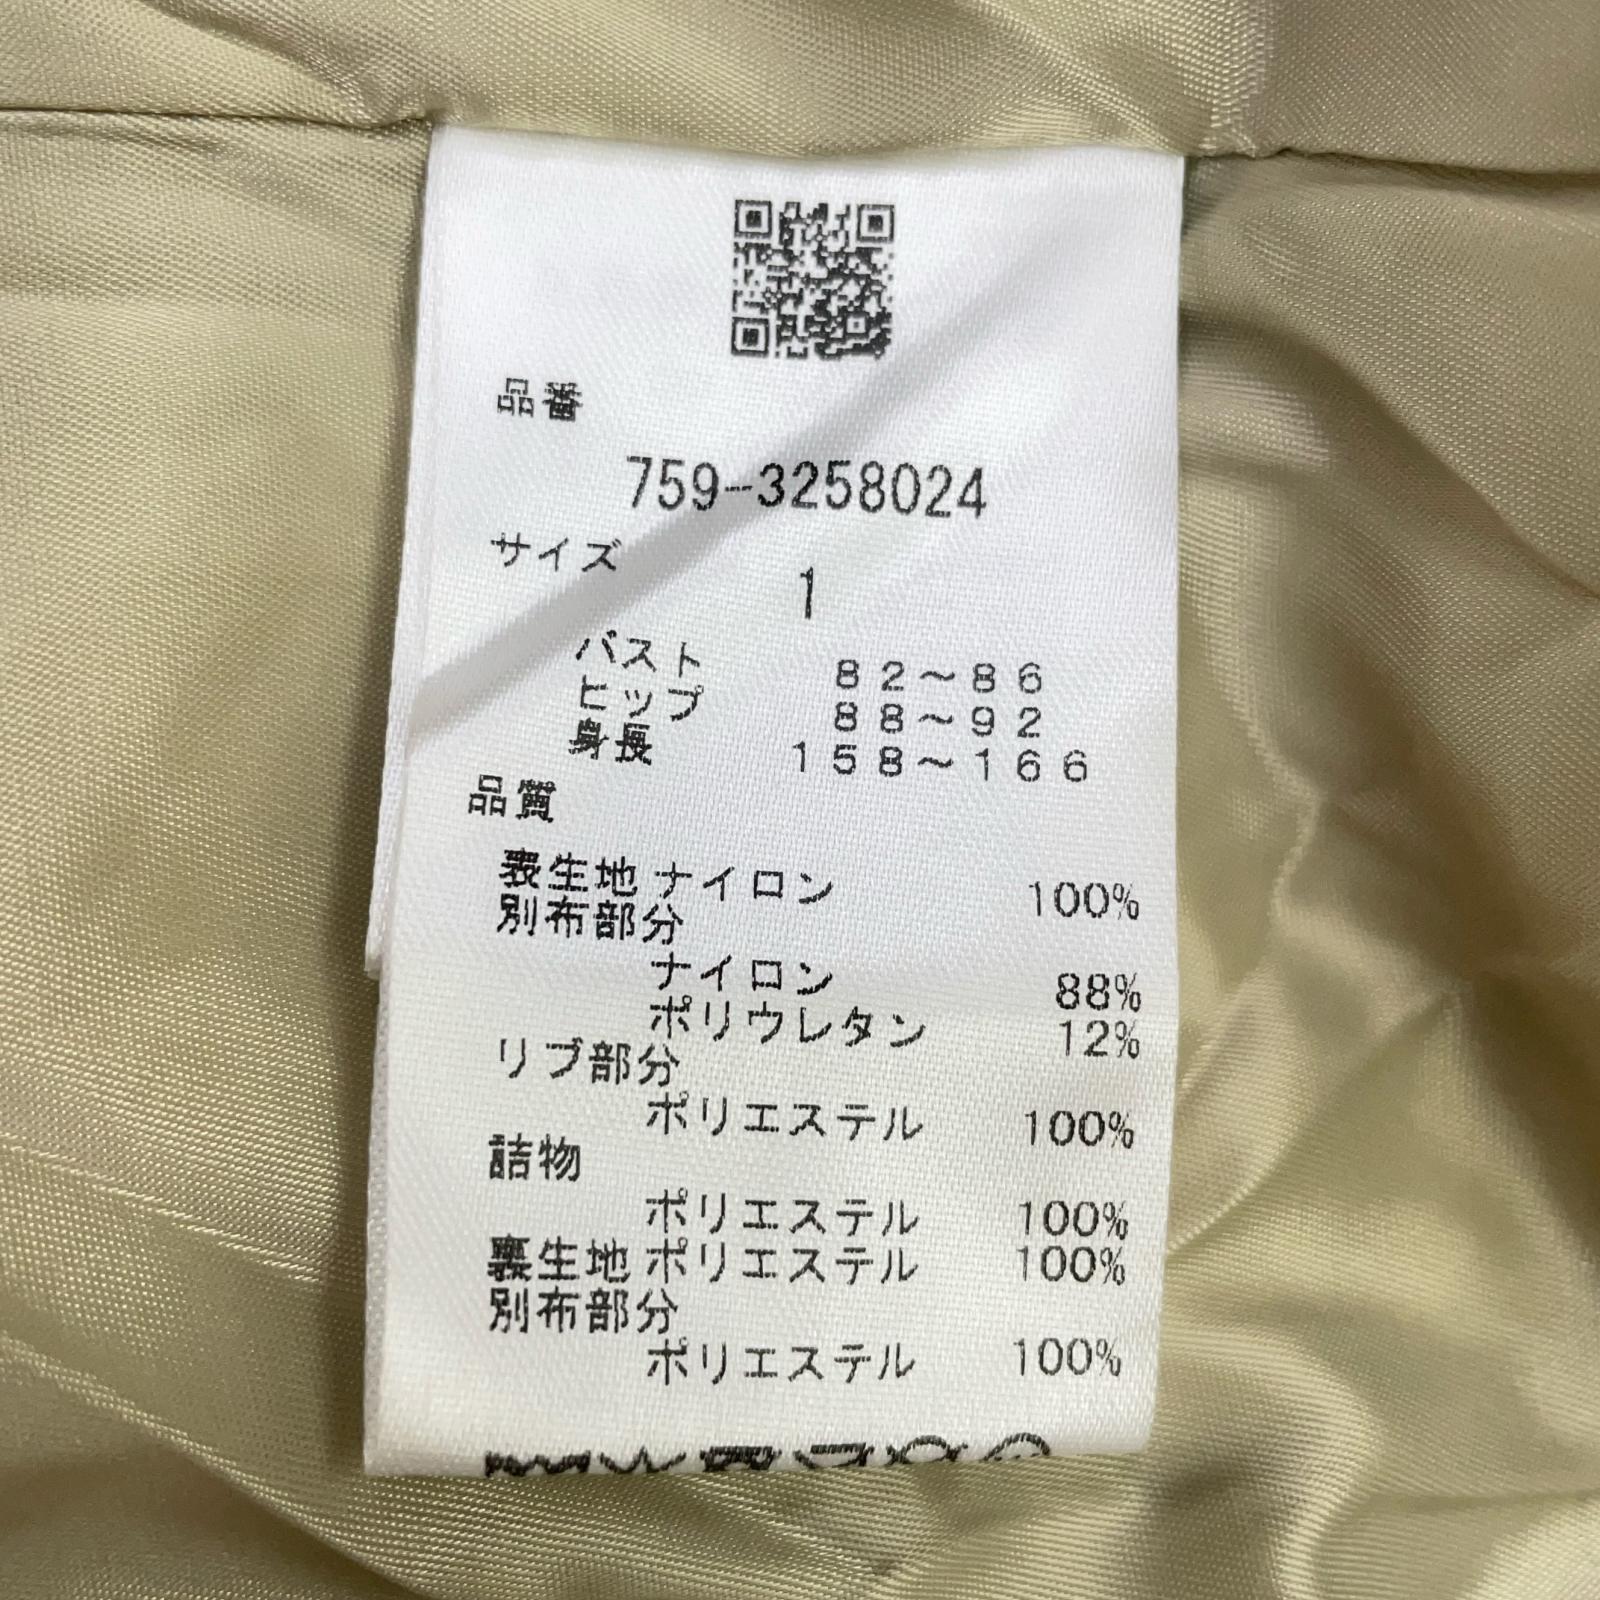 品番
759-3258024
サイズ
1
バスト 82～86
ヒップ 88～92
身長 158～166
品質
表生地 ナイロン 100%
別布部分
ナイロン 88%
ポリウレタン 12%
リブ部分
ポリエステル 100%
詰物
ポリエステル 100%
裏生地 ポリエステル 100%
別布部分
ポリエステル 100%